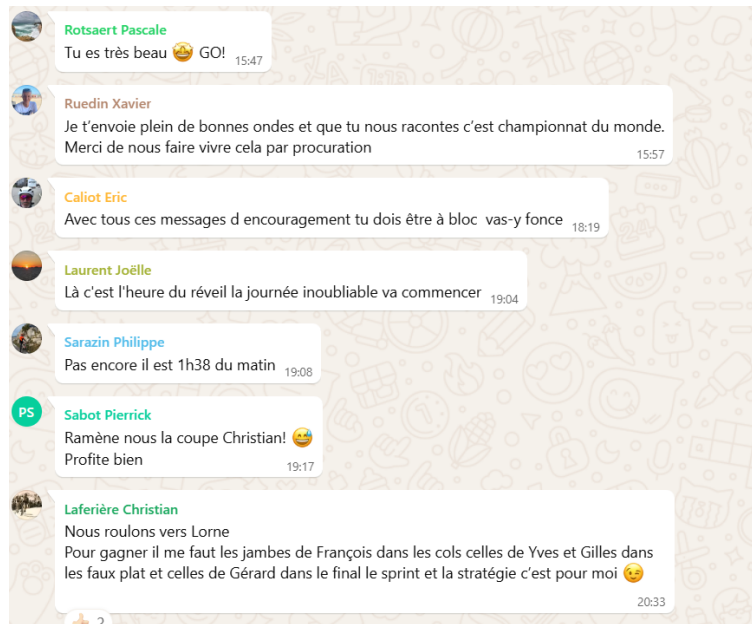 Rotsaert Pascale
Tu es très beau 🤩 GO! 15:47
Ruedin Xavier
Je t'envoie plein de bonnes ondes et que tu nous racontes c'est championnat du monde.
Merci de nous faire vivre cela par procuration 15:57
Caliot Eric
Avec tous ces messages d encouragement tu dois être à bloc  vas-y fonce 18:19
Laurent Joëlle
Là c'est l'heure du réveil la journée inoubliable va commencer 19:04
Sarazin Philippe
Pas encore il est 1h38 du matin 19:08
PS
Sabot Pierrick
Ramène nous la coupe Christian! 😅
Profite bien 19:17
Laferière Christian
Nous roulons vers Lorne
Pour gagner il me faut les jambes de François dans les cols celles de Yves et Gilles dans
les faux plat et celles de Gérard dans le final le sprint et la stratégie c'est pour moi 😉
20:33
👍 2